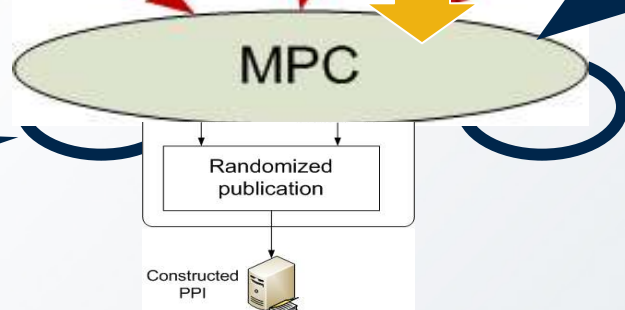 MPC
Randomized
publication
Constructed
PPI